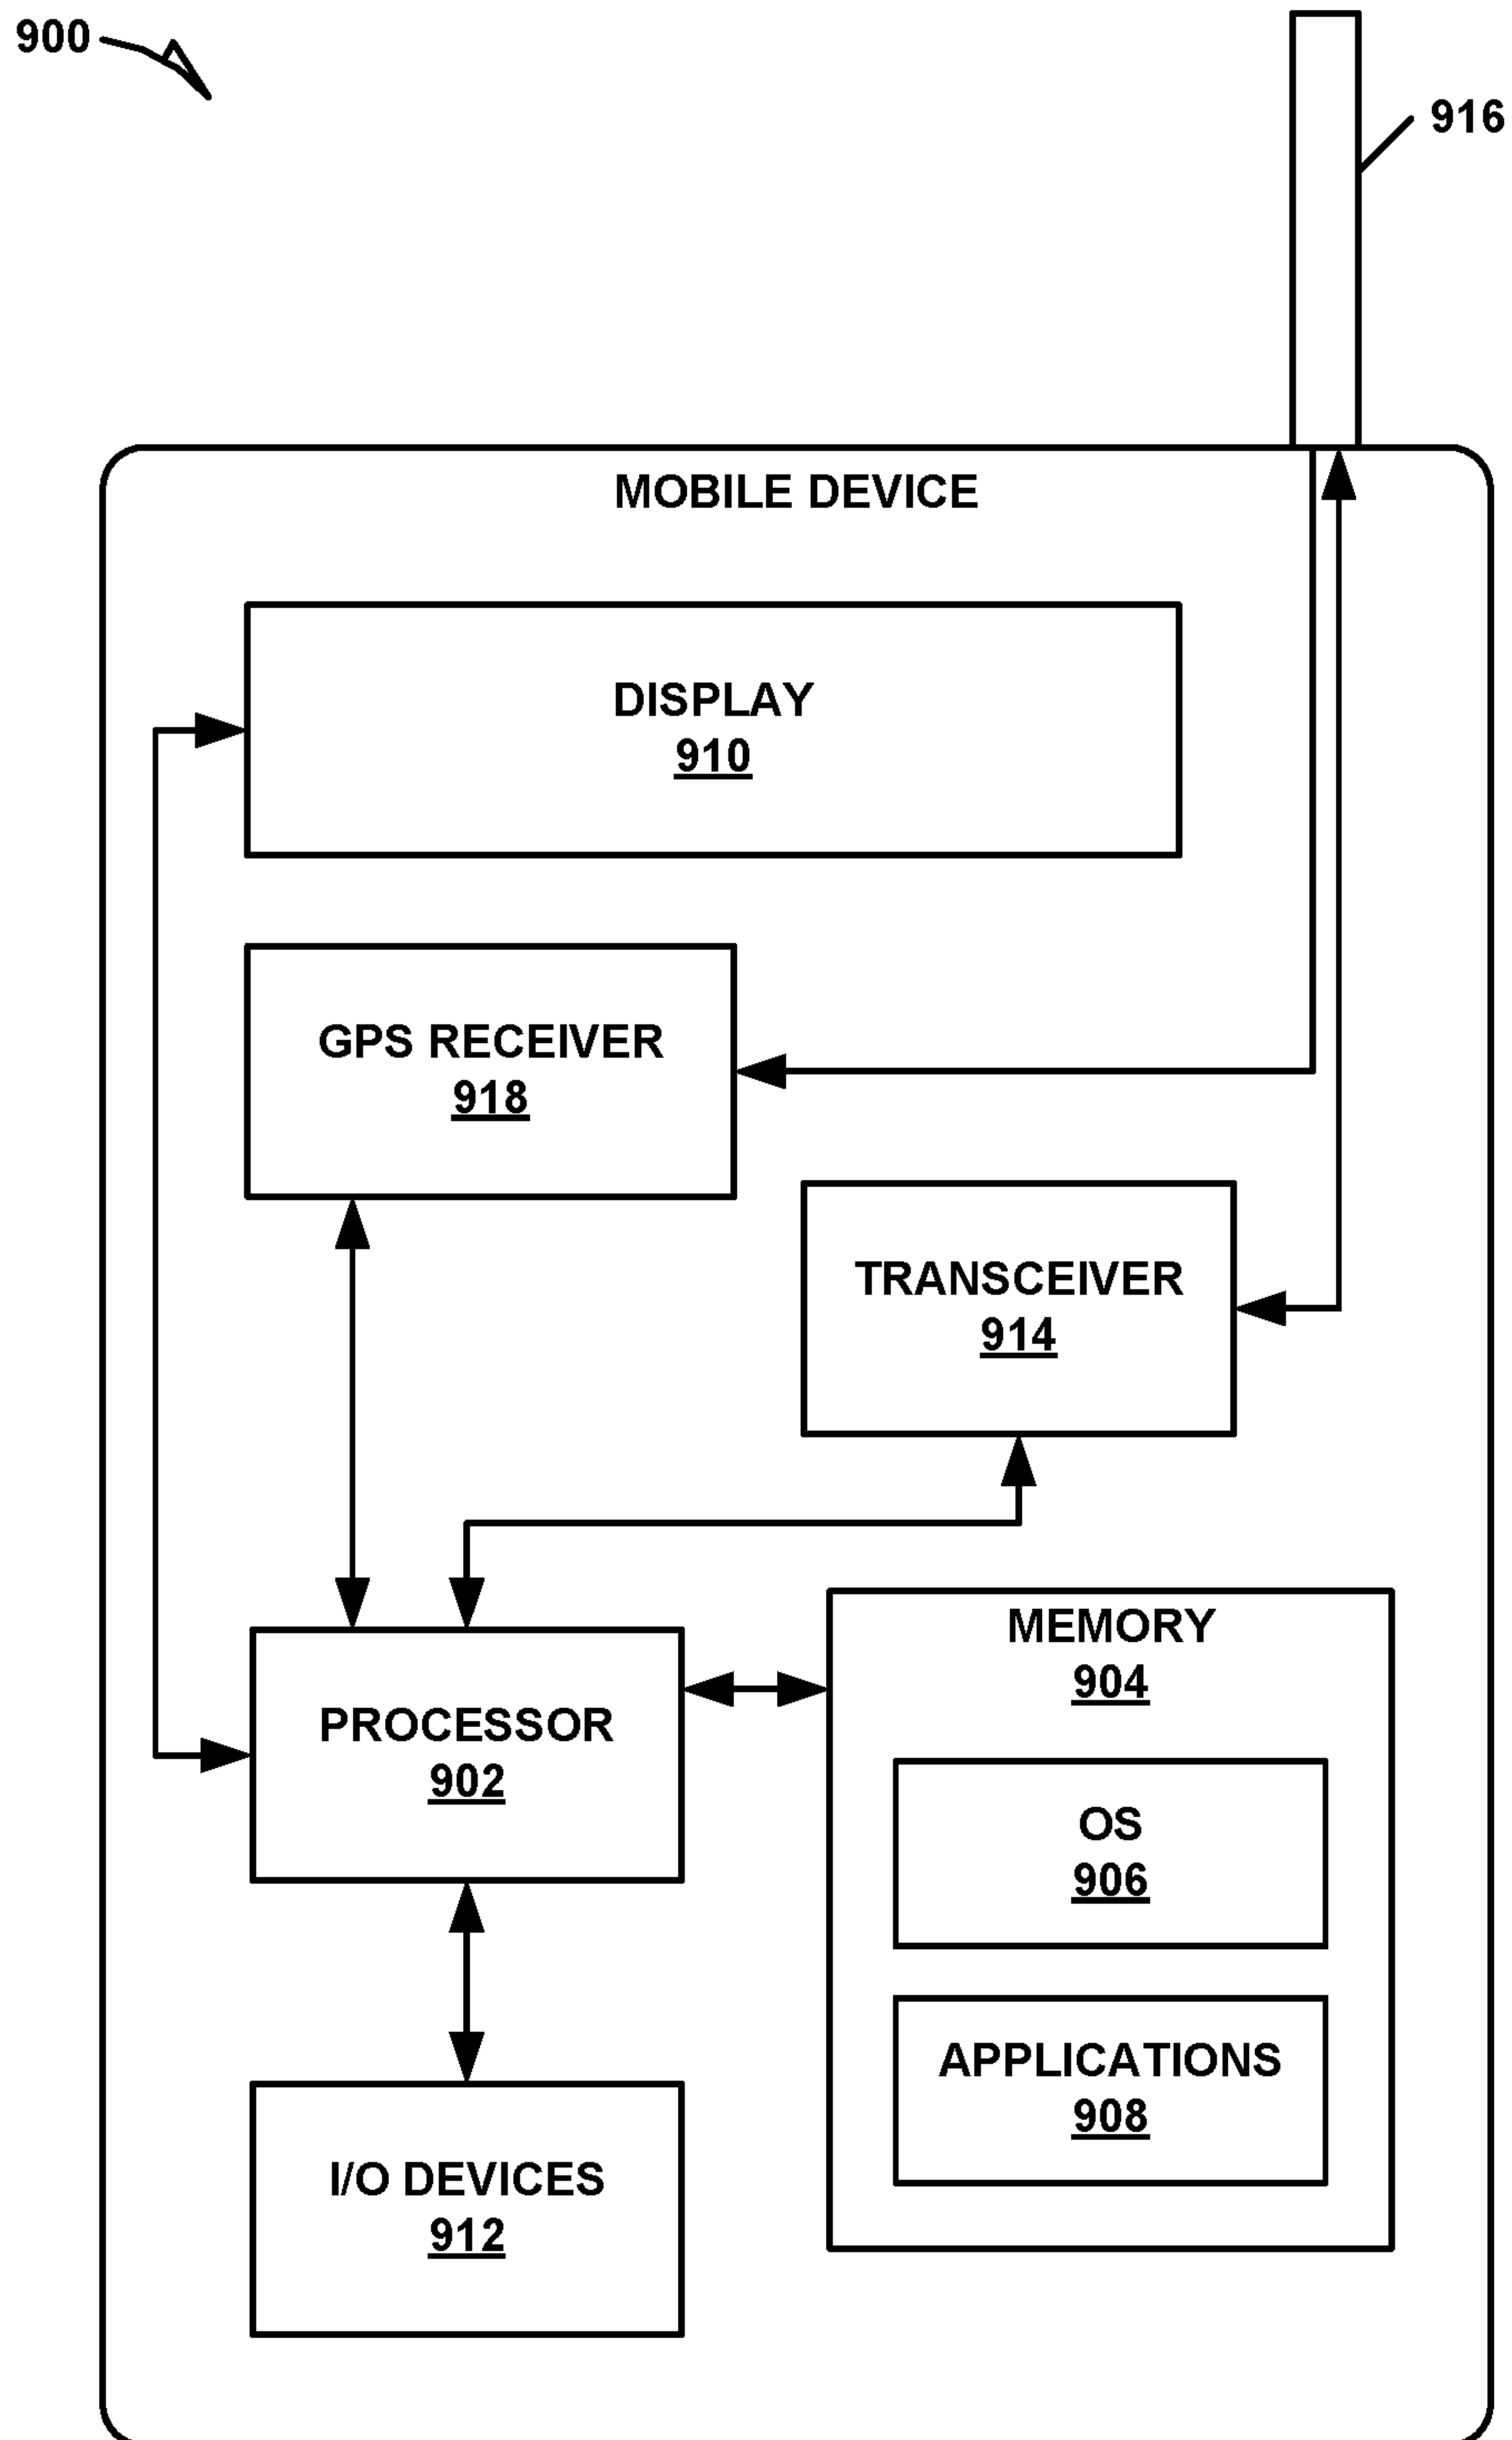 900
916
MOBILE DEVICE
DISPLAY
910
GPS RECEIVER
918
TRANSCEIVER
914
PROCESSOR
902
MEMORY
904
OS
906
APPLICATIONS
908
I/O DEVICES
912